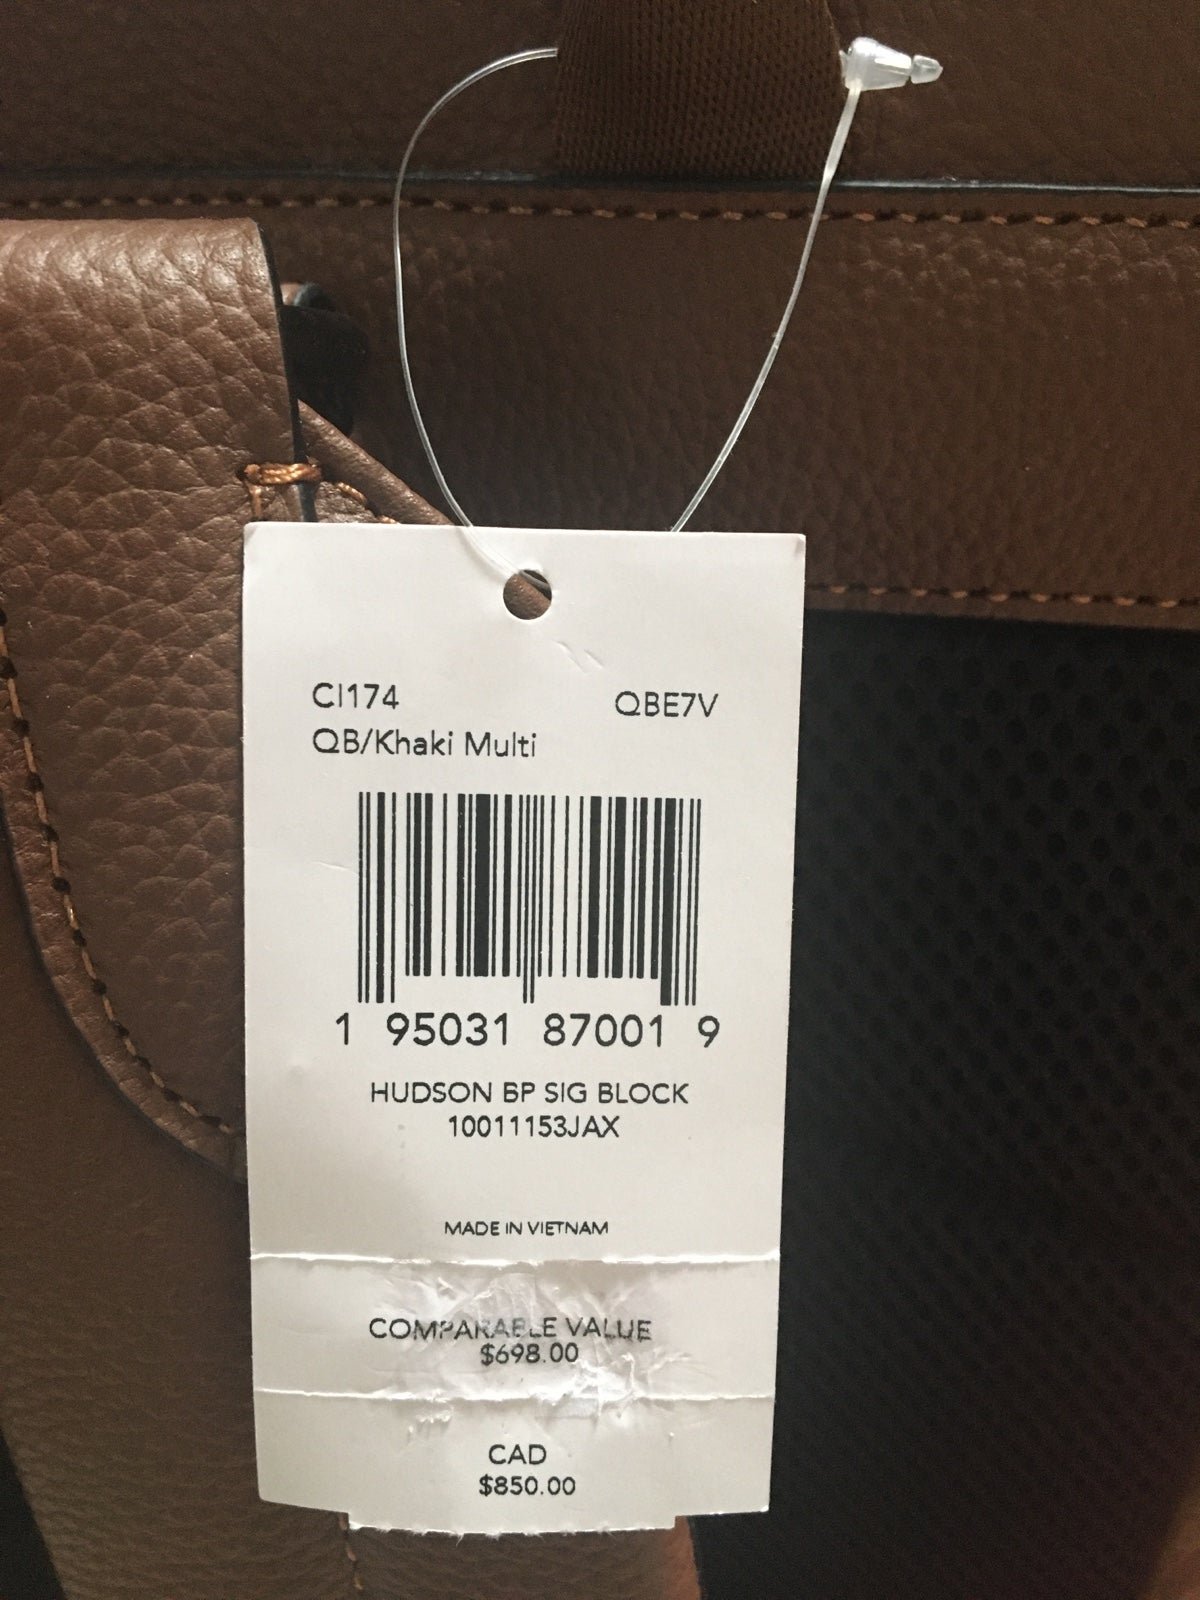 CI174 QBE7V
QB/Khaki Multi
1 95031 87001 9
HUDSON BP SIG BLOCK
10011153JAX
MADE IN VIETNAM
COMPARABLE VALUE
$698.00
CAD
$850.00